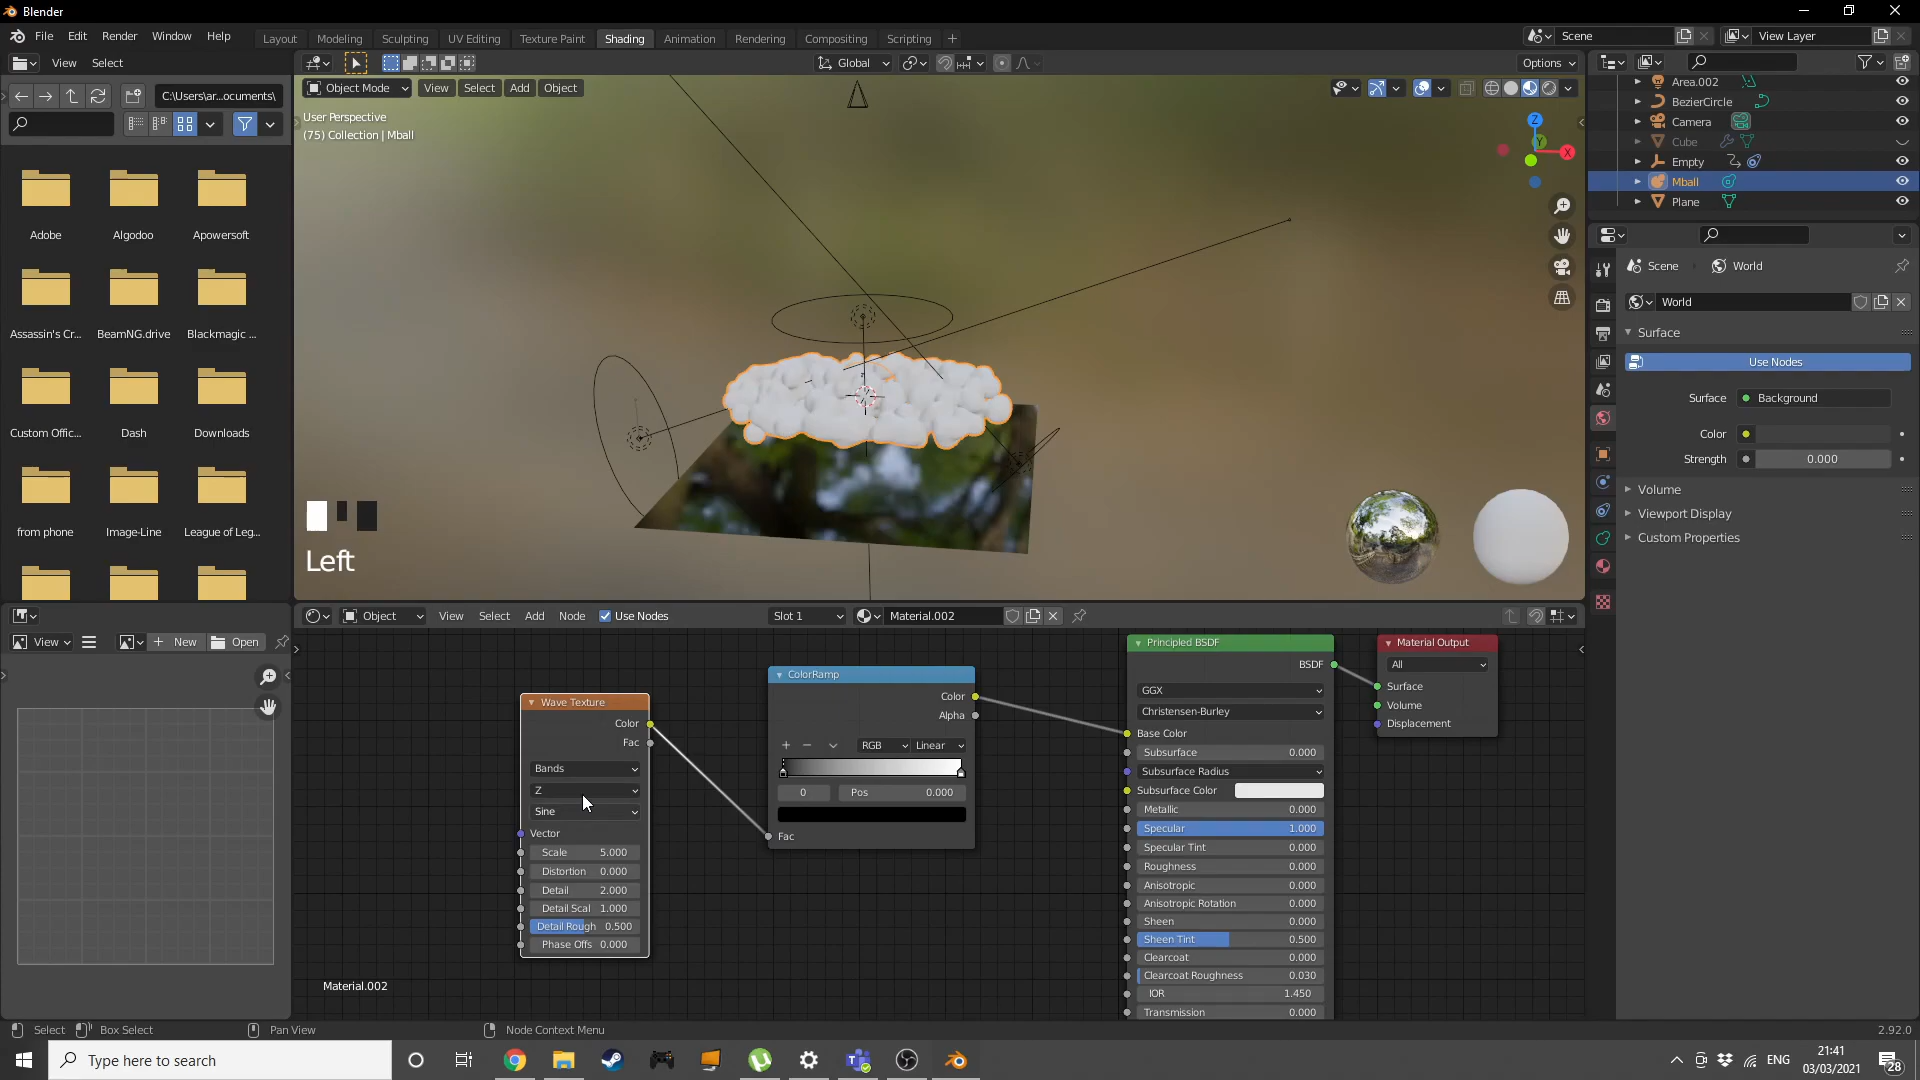 Blender
File Edit Render Window Help
Layout Modeling Sculpting UV Editing Texture Paint Shading Animation Rendering Compositing Scripting +
Scene
View Layer
View Select
Global
Options
C:\Users\ar...ocuments\
Object Mode View Select Add Object
User Perspective
(75) Collection | Mball
Z
Y
X
Area.002
BezierCircle
Camera
Cube
Empty
Mball
Plane
Adobe Algodoo Apowersoft
Assassin's Cr... BeamNG.drive Blackmagic ...
Custom Offic... Dash Downloads
from phone Image-Line League of Leg...
Left
Scene World
World
Surface
Use Nodes
Surface Background
Color
Strength 0.000
Volume
Viewport Display
Custom Properties
View New Open
Object View Select Add Node Use Nodes Slot 1 Material.002
Wave Texture
Color
Fac
Bands
Z
Sine
Vector
Scale 5.000
Distortion 0.000
Detail 2.000
Detail Scal 1.000
Detail Rough 0.500
Phase Offs 0.000
ColorRamp
Color
Alpha
+ − RGB Linear
0 Pos 0.000
Fac
Principled BSDF
BSDF
GGX
Christensen-Burley
Base Color
Subsurface 0.000
Subsurface Radius
Subsurface Color
Metallic 0.000
Specular 1.000
Specular Tint 0.000
Roughness 0.000
Anisotropic 0.000
Anisotropic Rotation 0.000
Sheen 0.000
Sheen Tint 0.500
Clearcoat 0.000
Clearcoat Roughness 0.030
IOR 1.450
Transmission 0.000
Material Output
All
Surface
Volume
Displacement
Material.002
Select Box Select Pan View Node Context Menu 2.92.0
Type here to search
ENG
21:41
03/03/2021
28